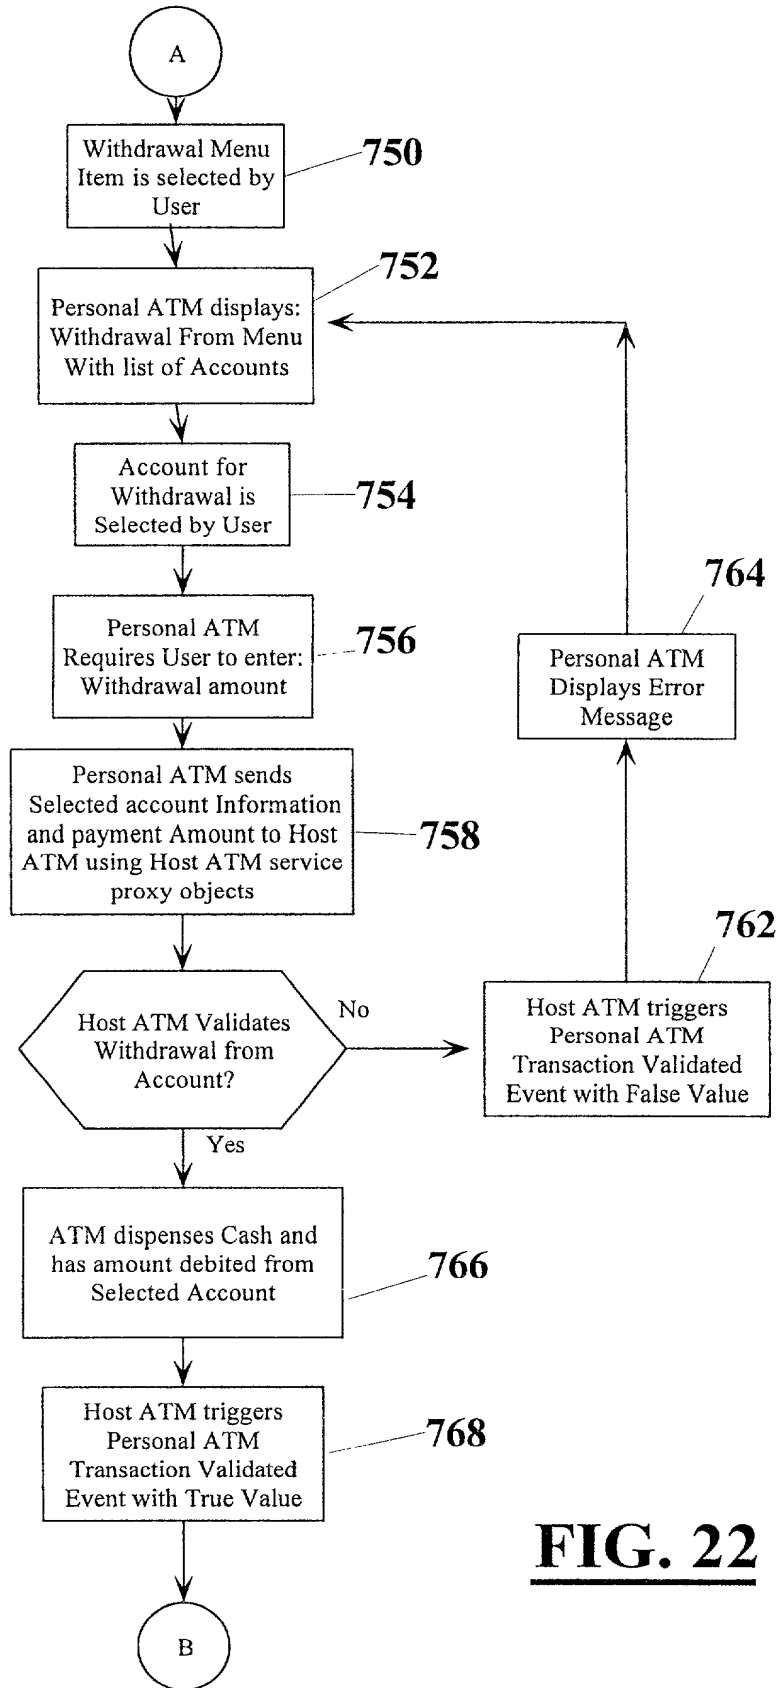 A
Withdrawal Menu
Item is selected by
User
750
752
Personal ATM displays:
Withdrawal From Menu
With list of Accounts
Account for
Withdrawal is
Selected by User
754
Personal ATM
Requires User to enter:
Withdrawal amount
756
764
Personal ATM
Displays Error
Message
Personal ATM sends
Selected account Information
and payment Amount to Host
ATM using Host ATM service
proxy objects
758
762
Host ATM Validates
Withdrawal from
Account?
No
Host ATM triggers
Personal ATM
Transaction Validated
Event with False Value
Yes
ATM dispenses Cash and
has amount debited from
Selected Account
766
Host ATM triggers
Personal ATM
Transaction Validated
Event with True Value
768
FIG. 22
B